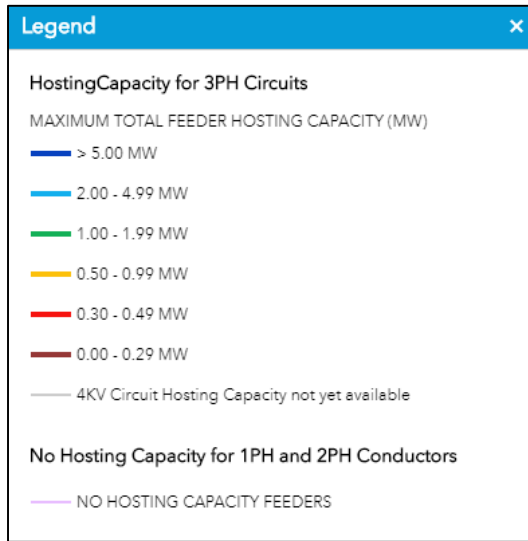 Legend ×
HostingCapacity for 3PH Circuits
MAXIMUM TOTAL FEEDER HOSTING CAPACITY (MW)
> 5.00 MW
2.00 - 4.99 MW
1.00 - 1.99 MW
0.50 - 0.99 MW
0.30 - 0.49 MW
0.00 - 0.29 MW
4KV Circuit Hosting Capacity not yet available
No Hosting Capacity for 1PH and 2PH Conductors
NO HOSTING CAPACITY FEEDERS